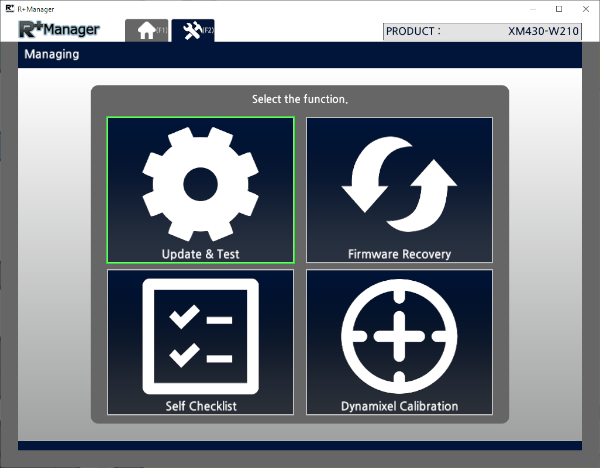 R+Manager
R+Manager
(F1)
(F2)
PRODUCT : XM430-W210
Managing
Select the function.
Update & Test
Firmware Recovery
Self Checklist
Dynamixel Calibration